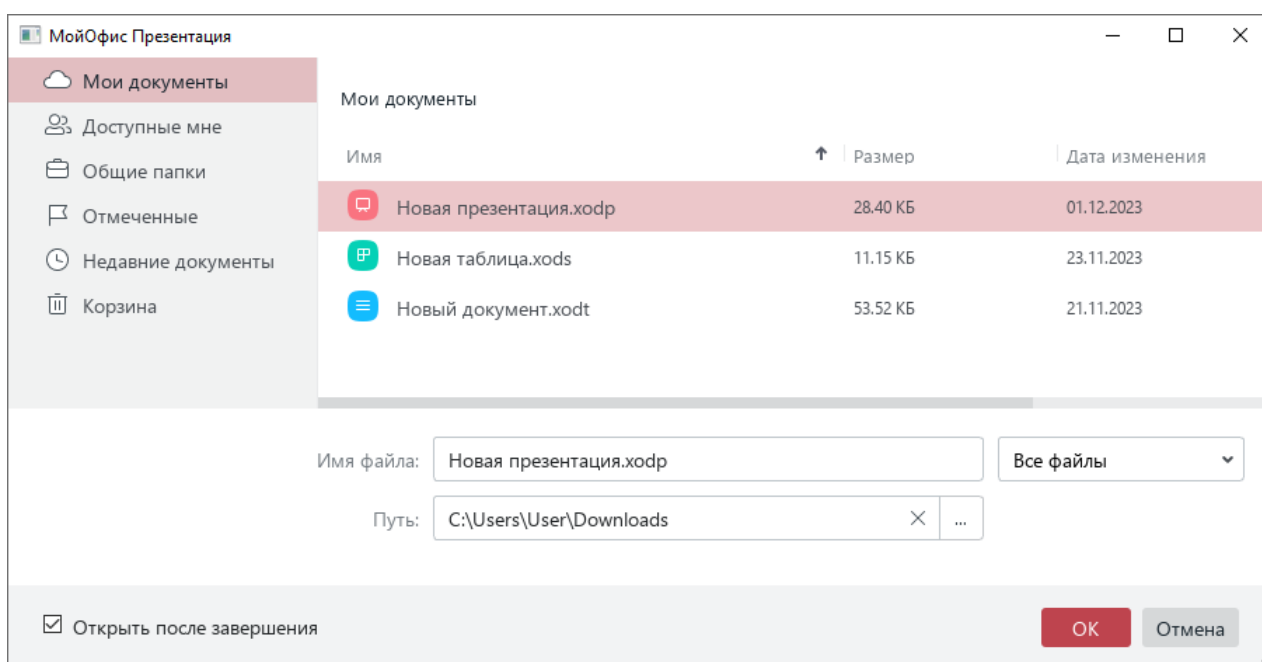 МойОфис Презентация
Мои документы
Доступные мне
Общие папки
Отмеченные
Недавние документы
Корзина
Мои документы
Имя Размер Дата изменения
Новая презентация.xodp 28.40 КБ 01.12.2023
Новая таблица.xods 11.15 КБ 23.11.2023
Новый документ.xodt 53.52 КБ 21.11.2023
Имя файла: Новая презентация.xodp Все файлы
Путь: C:\Users\User\Downloads ...
Открыть после завершения ОК Отмена